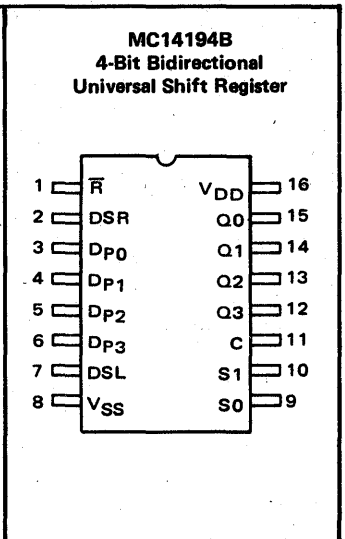 MC14194B
4-Bit Bidirectional
Universal Shift Register
1 R̅ VDD 16
2 DSR Q0 15
3 DP0 Q1 14
4 DP1 Q2 13
5 DP2 Q3 12
6 DP3 C 11
7 DSL S1 10
8 VSS S0 9